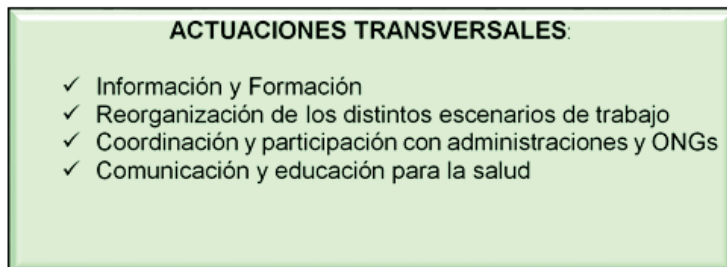 ACTUACIONES TRANSVERSALES:
✓ Información y Formación
✓ Reorganización de los distintos escenarios de trabajo
✓ Coordinación y participación con administraciones y ONGs
✓ Comunicación y educación para la salud